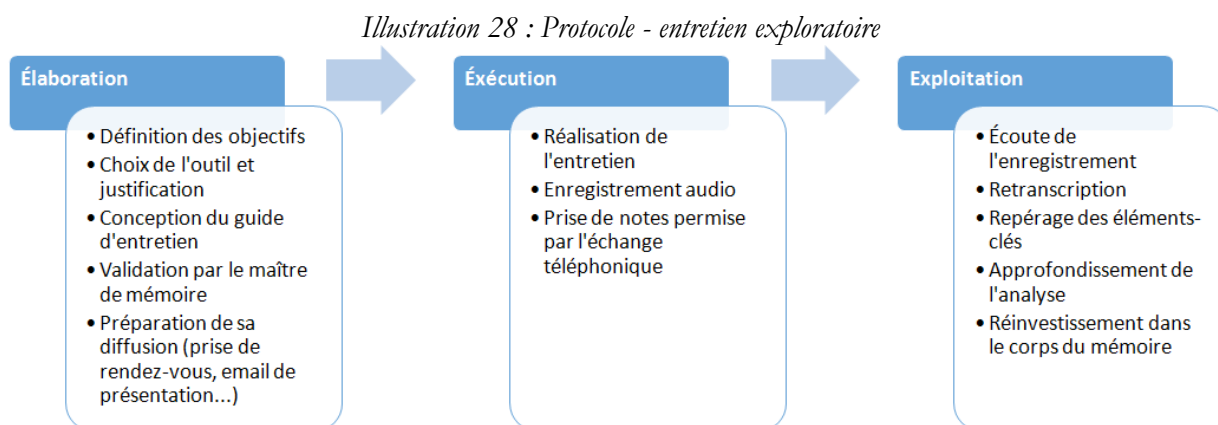 Illustration 28 : Protocole - entretien exploratoire
Élaboration
• Définition des objectifs
• Choix de l'outil et
justification
• Conception du guide
d'entretien
• Validation par le maître
de mémoire
• Préparation de sa
diffusion (prise de
rendez-vous, email de
présentation...)
Éxécution
• Réalisation de
l'entretien
• Enregistrement audio
• Prise de notes permise
par l'échange
téléphonique
Exploitation
• Écoute de
l'enregistrement
• Retranscription
• Repérage des éléments-
clés
• Approfondissement de
l'analyse
• Réinvestissement dans
le corps du mémoire